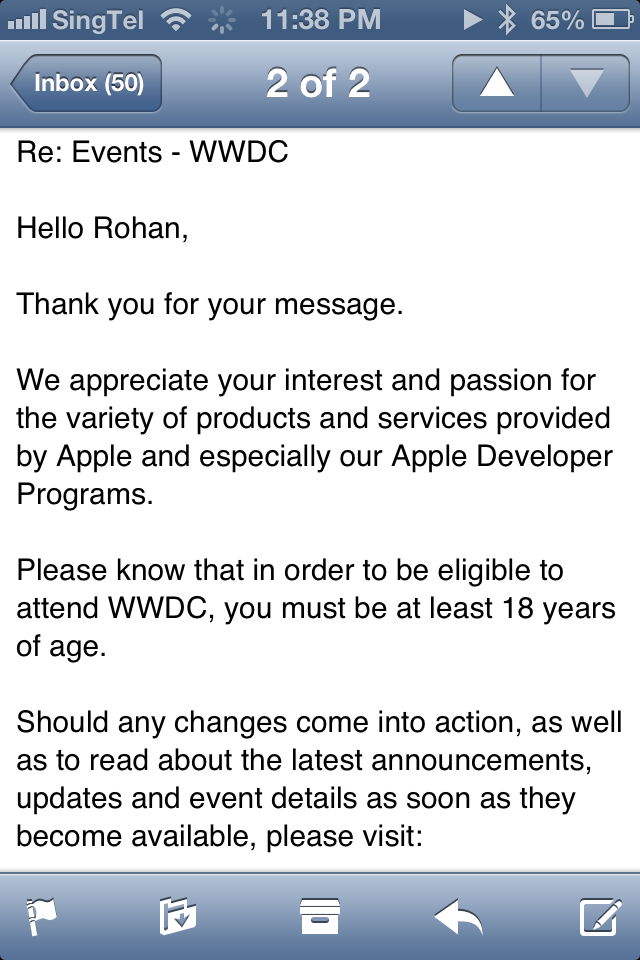 SingTel 11:38 PM 65%
Inbox (50) 2 of 2
Re: Events - WWDC
Hello Rohan,
Thank you for your message.
We appreciate your interest and passion for
the variety of products and services provided
by Apple and especially our Apple Developer
Programs.
Please know that in order to be eligible to
attend WWDC, you must be at least 18 years
of age.
Should any changes come into action, as well
as to read about the latest announcements,
updates and event details as soon as they
become available, please visit: